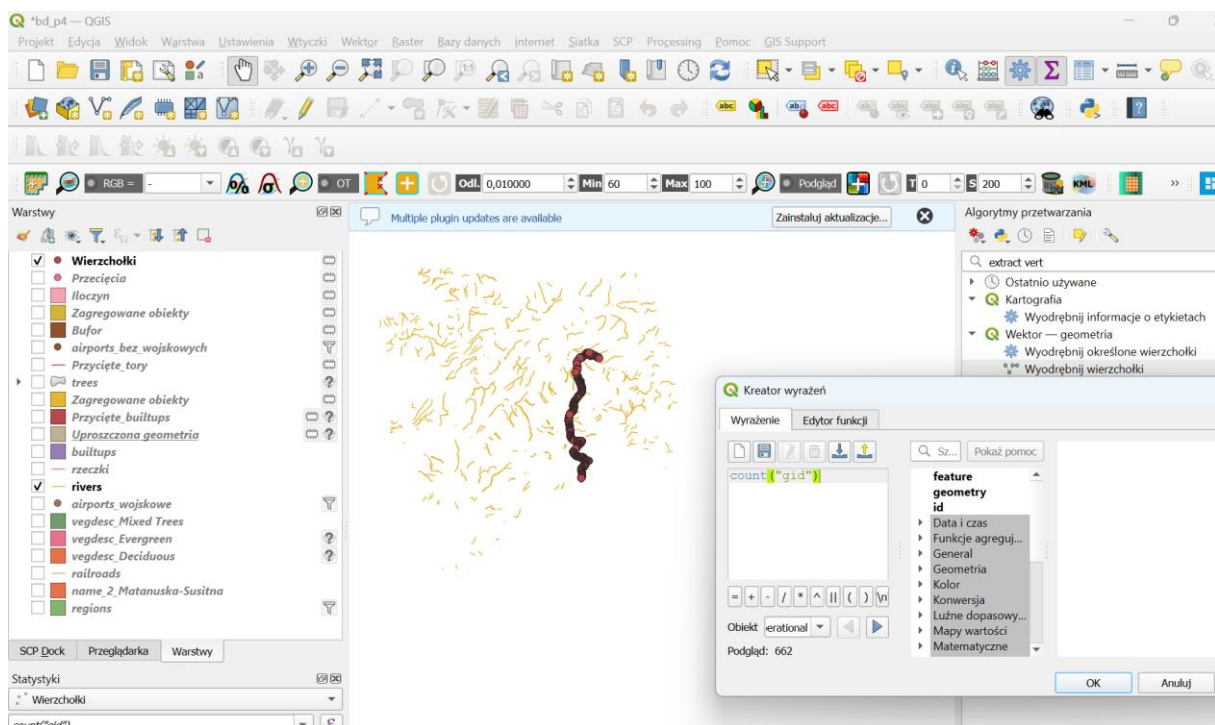 *bd_p4 — QGIS
Projekt Edycja Widok Warstwa Ustawienia Wtyczki Wektor Raster Bazy danych internet Siatka SCP Processing Pomoc GIS Support
RGB = - OT Odl. 0,010000 Min 60 Max 100 Podgląd T 0 S 200 KML »
Warstwy
Multiple plugin updates are available
Zainstaluj aktualizacje...
Wierzchołki
Przecięcia
Iloczyn
Zagregowane obiekty
Bufor
airports_bez_wojskowych
Przycięte_tory
trees
Zagregowane obiekty
Przycięte_builtups
Uproszczona geometria
builtups
rzeczki
rivers
airports_wojskowe
vegdesc_Mixed Trees
vegdesc_Evergreen
vegdesc_Deciduous
railroads
name_2_Matanuska-Susitna
regions
SCP Dock Przeglądarka Warstwy
Statystyki
Wierzchołki
count("gid")
Algorytmy przetwarzania
extract vert
Ostatnio używane
Kartografia
Wyodrębnij informacje o etykietach
Wektor — geometria
Wyodrębnij określone wierzchołki
Wyodrębnij wierzchołki
Kreator wyrażeń
Wyrażenie Edytor funkcji
Sz... Pokaż pomoc
count("gid")
feature
geometry
id
Data i czas
Funkcje agreguj...
General
Geometria
Kolor
Konwersja
Luźne dopasowy...
Mapy wartości
Matematyczne
= + - / * ^ || ( ) \n
Obiekt erational
Podgląd: 662
OK Anuluj